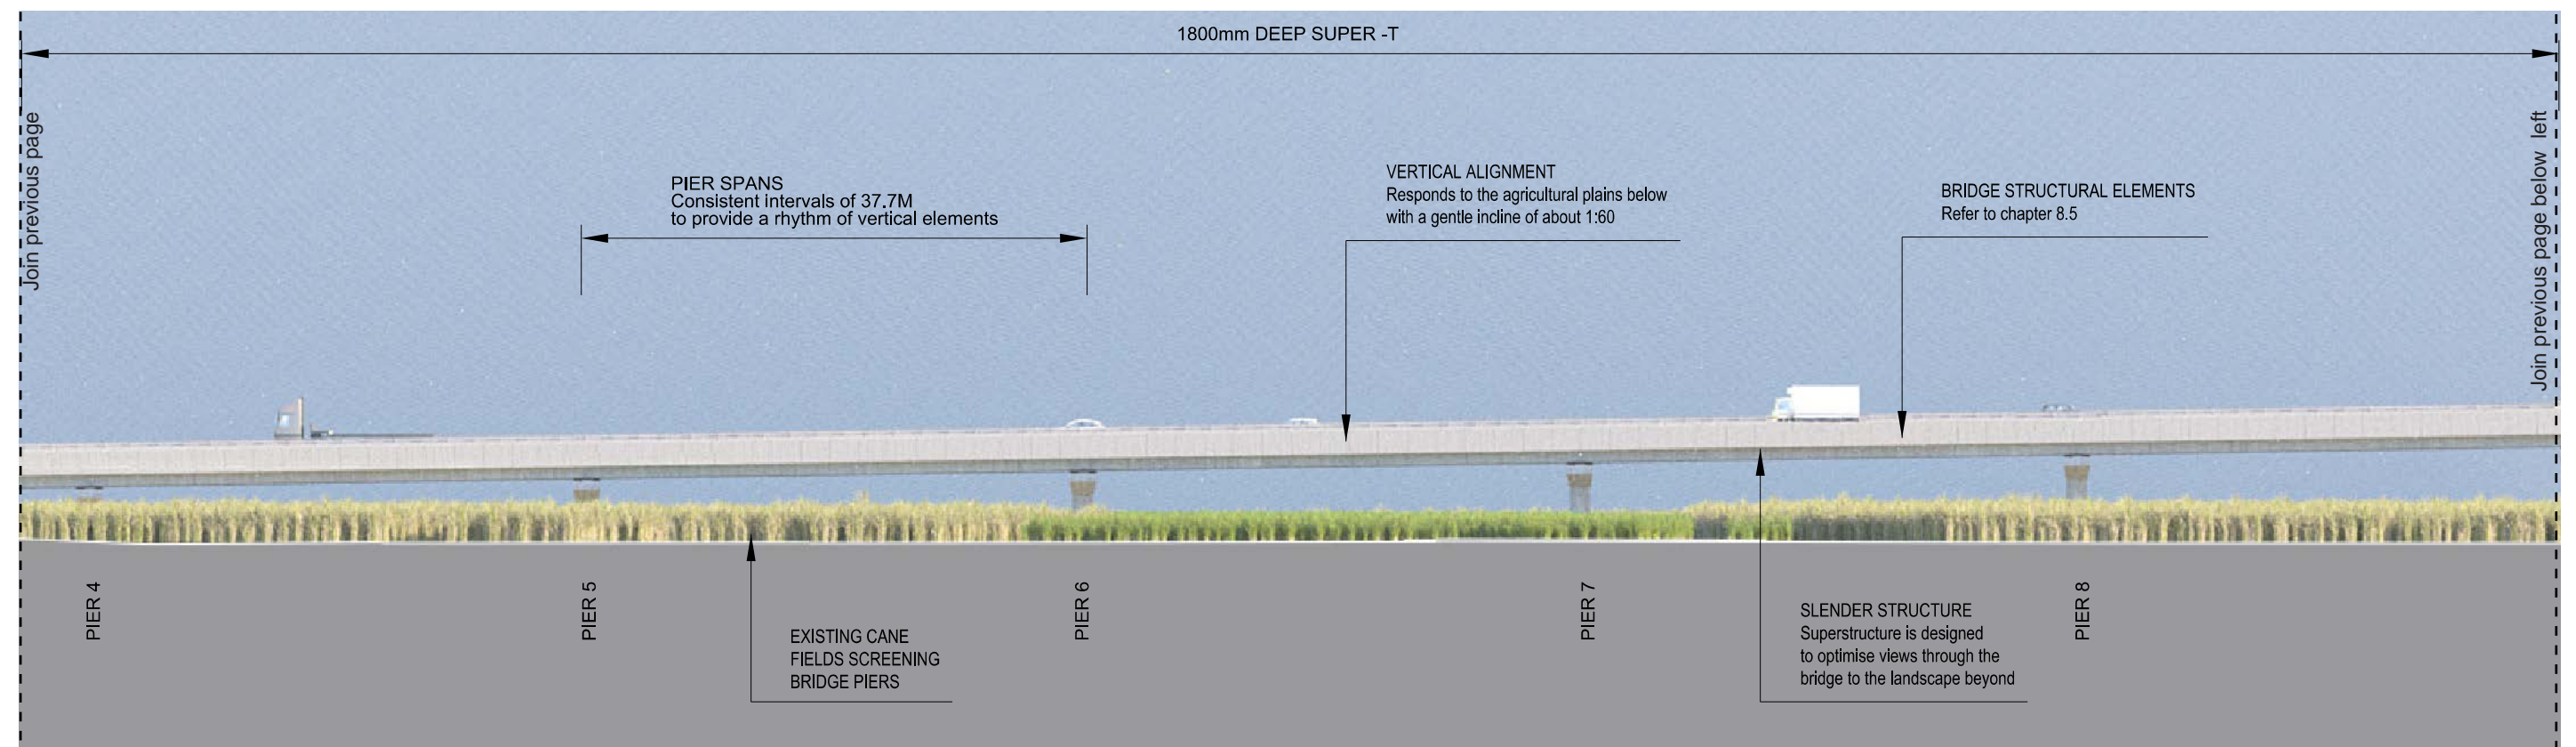 1800mm DEEP SUPER -T
Join previous page
PIER SPANS
Consistent intervals of 37.7M
to provide a rhythm of vertical elements
VERTICAL ALIGNMENT
Responds to the agricultural plains below
with a gentle incline of about 1:60
BRIDGE STRUCTURAL ELEMENTS
Refer to chapter 8.5
Join previous page below left
PIER 4
PIER 5
EXISTING CANE
FIELDS SCREENING
BRIDGE PIERS
PIER 6
PIER 7
SLENDER STRUCTURE
Superstructure is designed
to optimise views through the
bridge to the landscape beyond
PIER 8